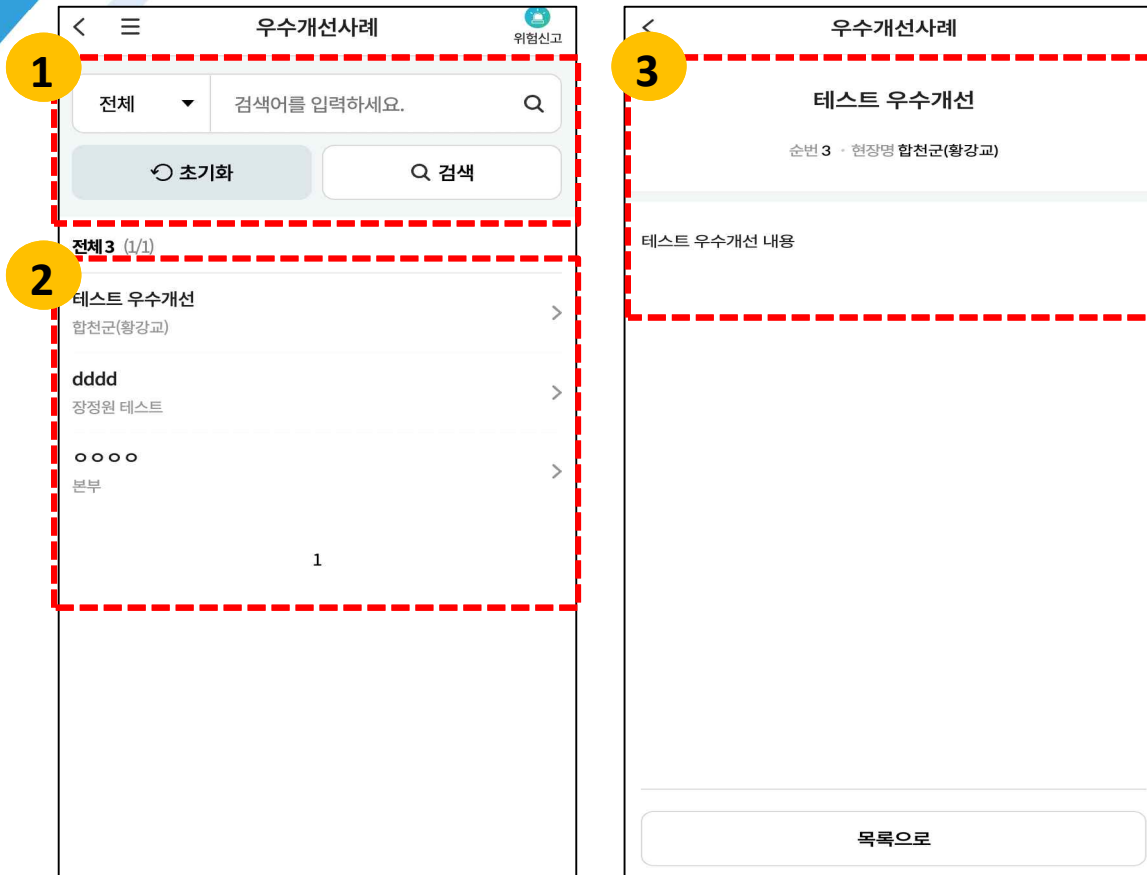 우수개선사례
위험신고
1
전체
검색어를 입력하세요.
초기화
검색
전체 3 (1/1)
2
테스트 우수개선
합천군(황강교)
dddd
장정원 테스트
ㅇㅇㅇㅇ
본부
1
우수개선사례
3
테스트 우수개선
순번 3 • 현장명 합천군(황강교)
테스트 우수개선 내용
목록으로